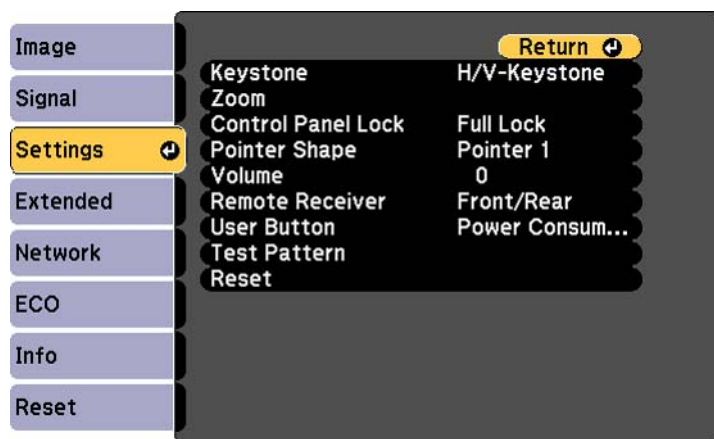 Image
Signal
Settings
Extended
Network
ECO
Info
Reset
Return
Keystone H/V-Keystone
Zoom
Control Panel Lock Full Lock
Pointer Shape Pointer 1
Volume 0
Remote Receiver Front/Rear
User Button Power Consum...
Test Pattern
Reset